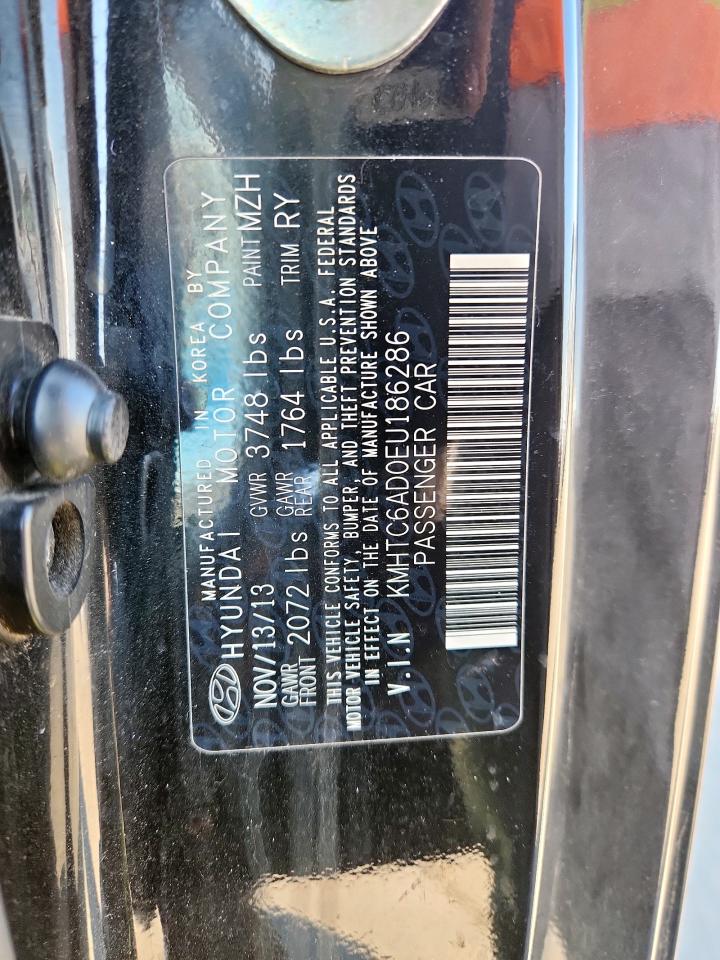 MANUFACTURED IN KOREA BY
HYUNDAI MOTOR COMPANY
NOV/13/13 GVWR 3748 lbs PAINT MZH
GAWR FRONT 2072 lbs GAWR REAR 1764 lbs TRIM RY
THIS VEHICLE CONFORMS TO ALL APPLICABLE U.S.A. FEDERAL
MOTOR VEHICLE SAFETY, BUMPER, AND THEFT PREVENTION STANDARDS
IN EFFECT ON THE DATE OF MANUFACTURE SHOWN ABOVE
V.I.N KMHTC6AD0EU186286
PASSENGER CAR